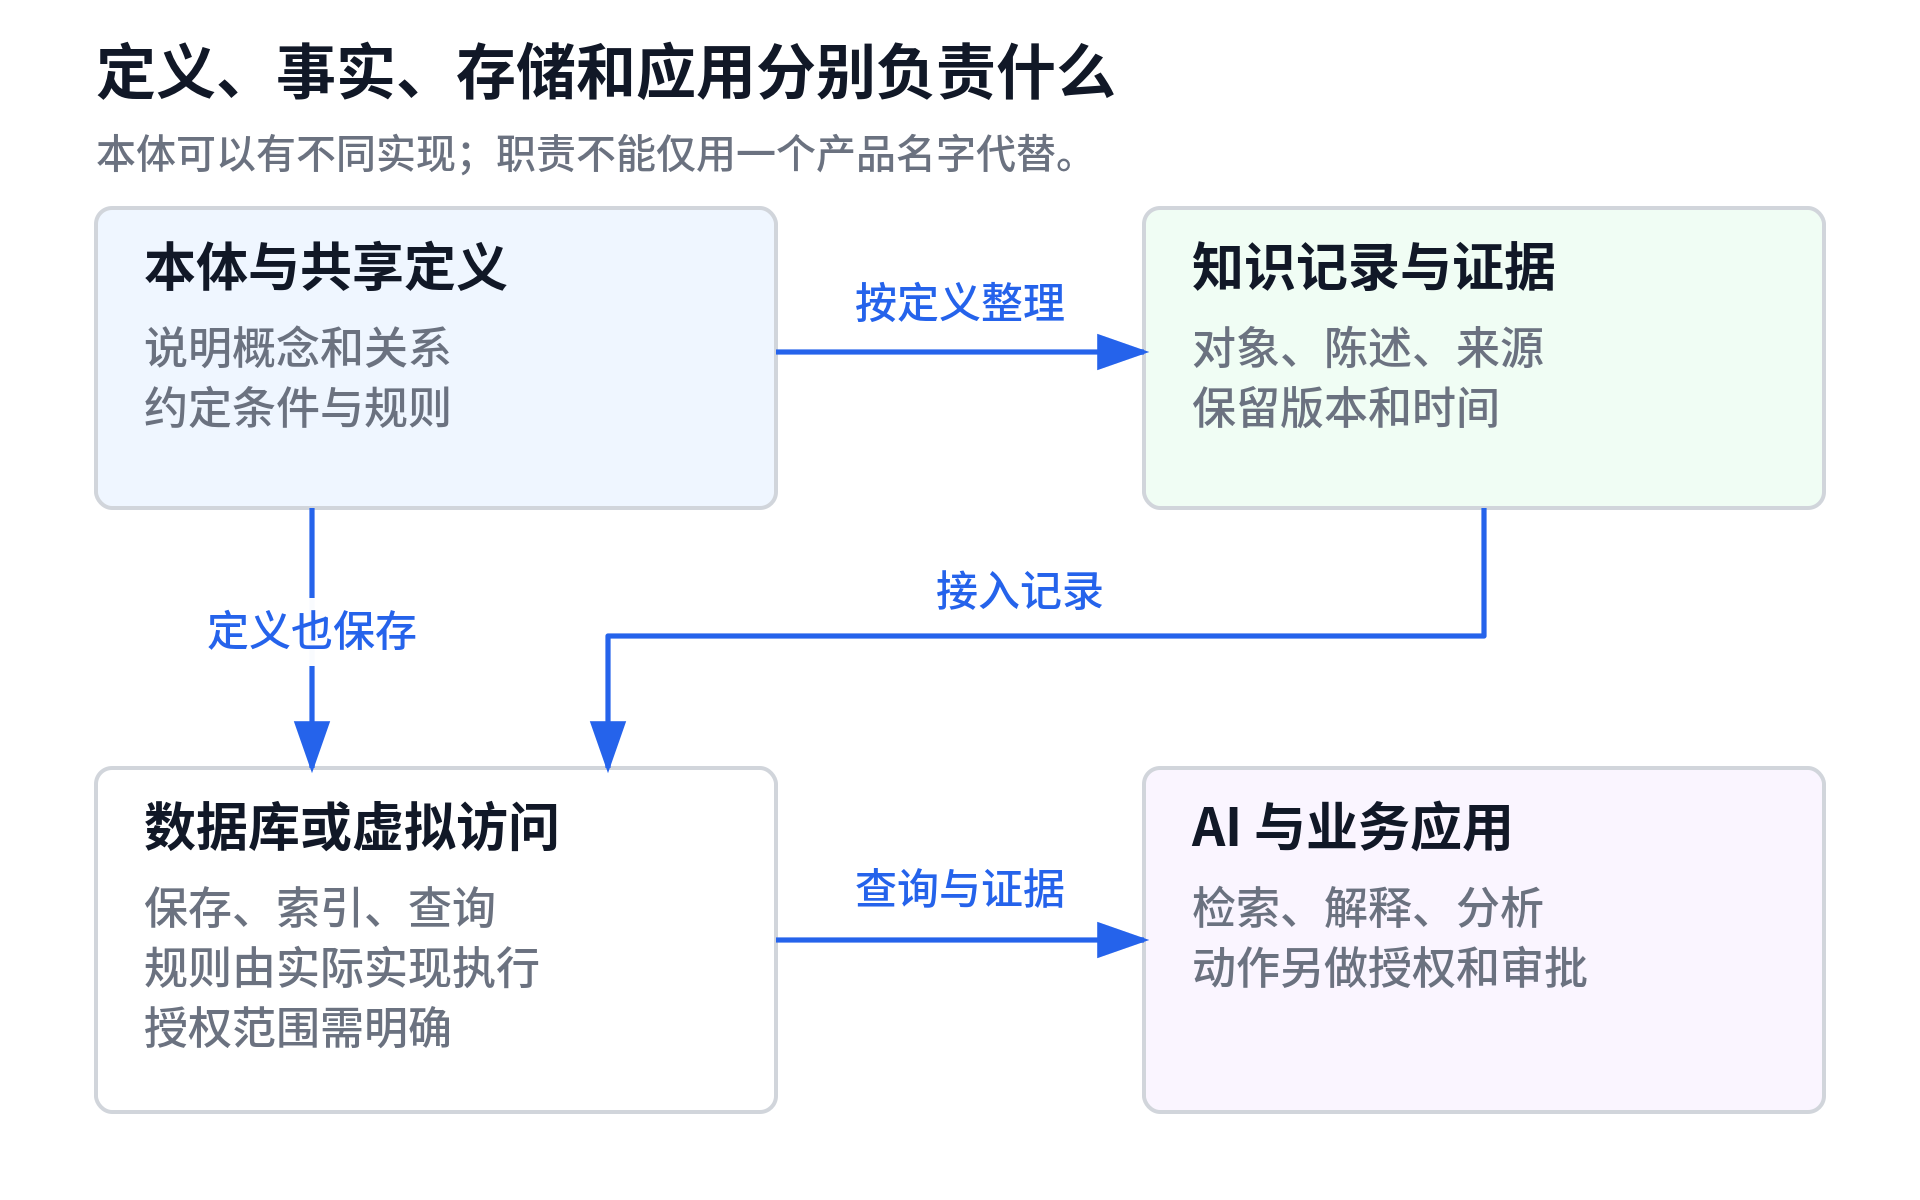 定义、事实、存储和应用分别负责什么
本体可以有不同实现；职责不能仅用一个产品名字代替。
本体与共享定义
说明概念和关系
约定条件与规则
按定义整理
知识记录与证据
对象、陈述、来源
保留版本和时间
定义也保存
接入记录
数据库或虚拟访问
保存、索引、查询
规则由实际实现执行
授权范围需明确
查询与证据
AI 与业务应用
检索、解释、分析
动作另做授权和审批